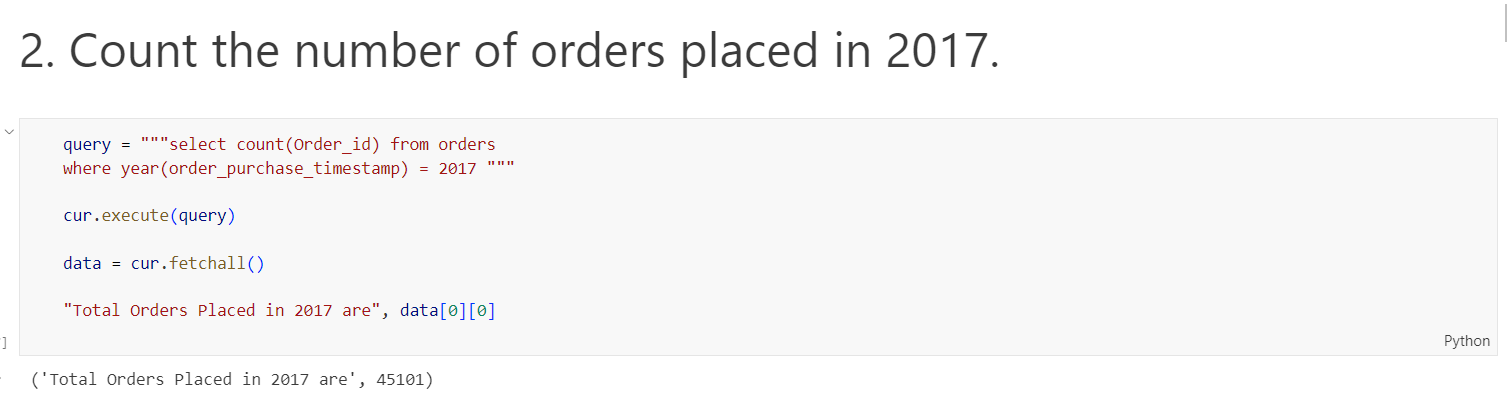 2. Count the number of orders placed in 2017.
query = """select count(Order_id) from orders
where year(order_purchase_timestamp) = 2017 """
cur.execute(query)
data = cur.fetchall()
"Total Orders Placed in 2017 are", data[0][0]
]
Python
('Total Orders Placed in 2017 are', 45101)